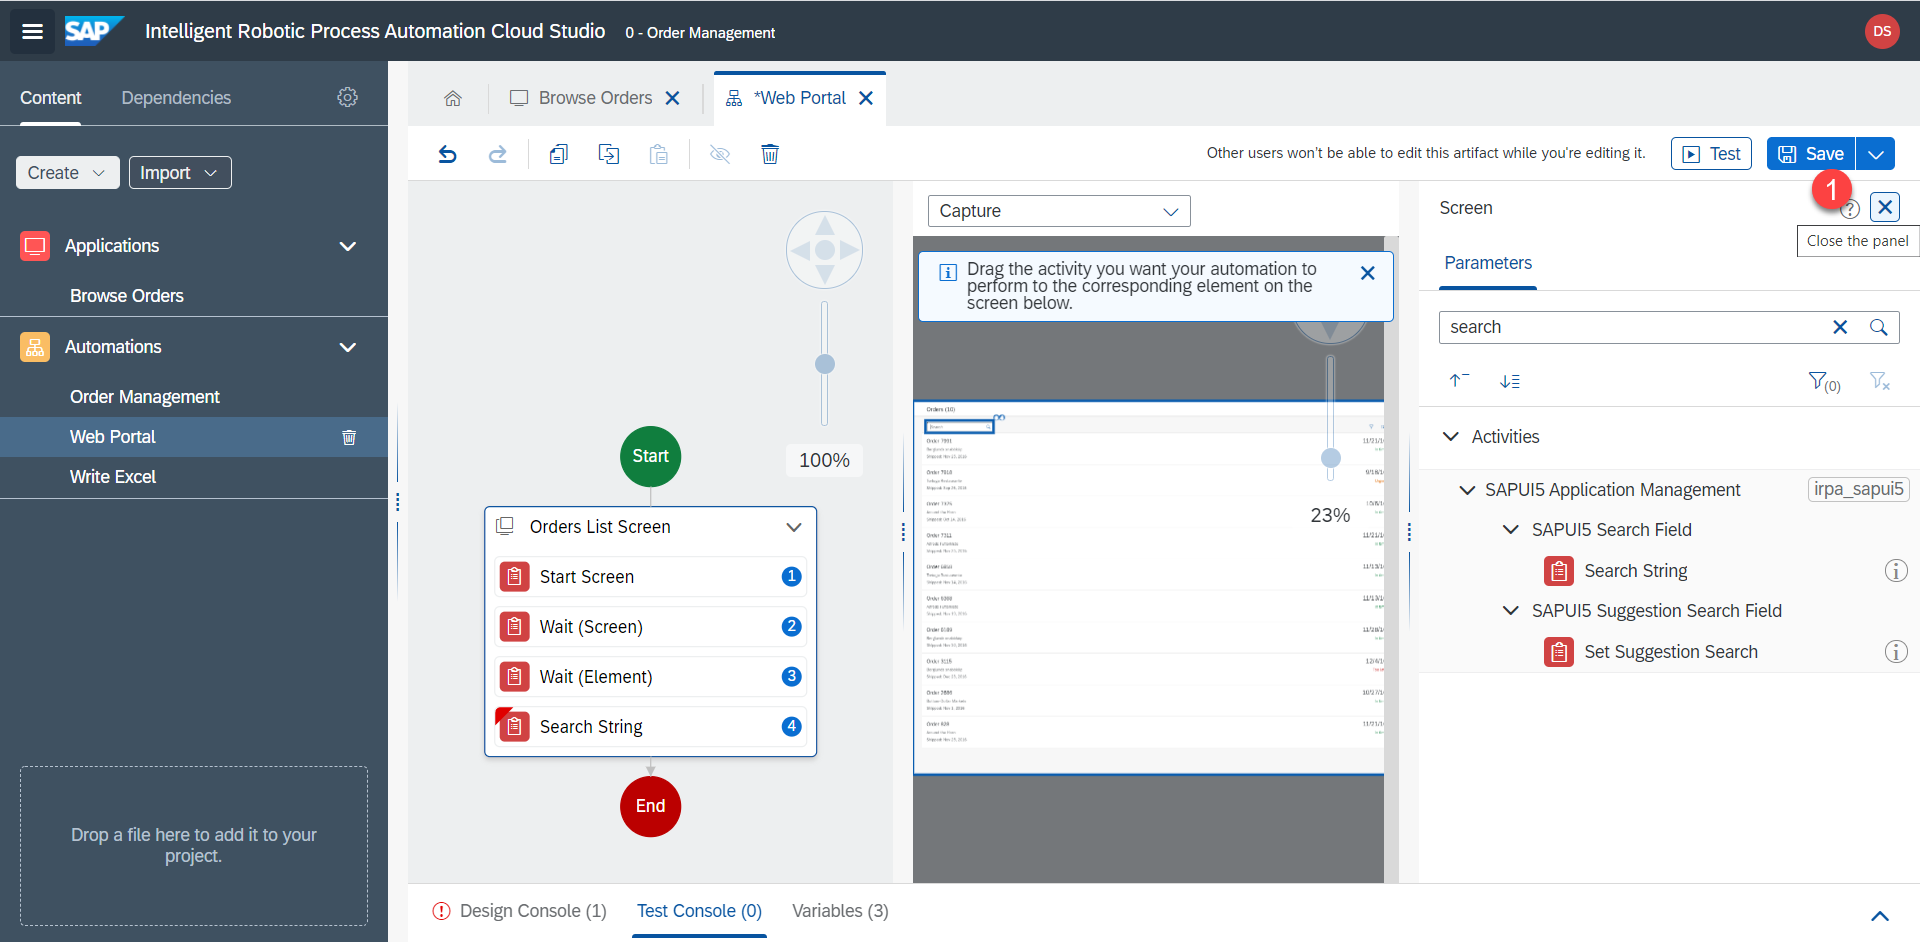 SAP Intelligent Robotic Process Automation Cloud Studio 0 - Order Management DS
Content Dependencies
Browse Orders *Web Portal
Create Import
Other users won't be able to edit this artifact while you're editing it. Test Save
1
Applications
Browse Orders
Automations
Order Management
Web Portal
Write Excel
Drop a file here to add it to your
project.
100%
Start
Orders List Screen
Start Screen 1
Wait (Screen) 2
Wait (Element) 3
Search String 4
End
Capture
Drag the activity you want your automation to
perform to the corresponding element on the
screen below.
Orders (10)
23%
Screen
?
Close the panel
Parameters
search
(0)
Activities
SAPUI5 Application Management irpa_sapui5
SAPUI5 Search Field
Search String
SAPUI5 Suggestion Search Field
Set Suggestion Search
Design Console (1) Test Console (0) Variables (3)